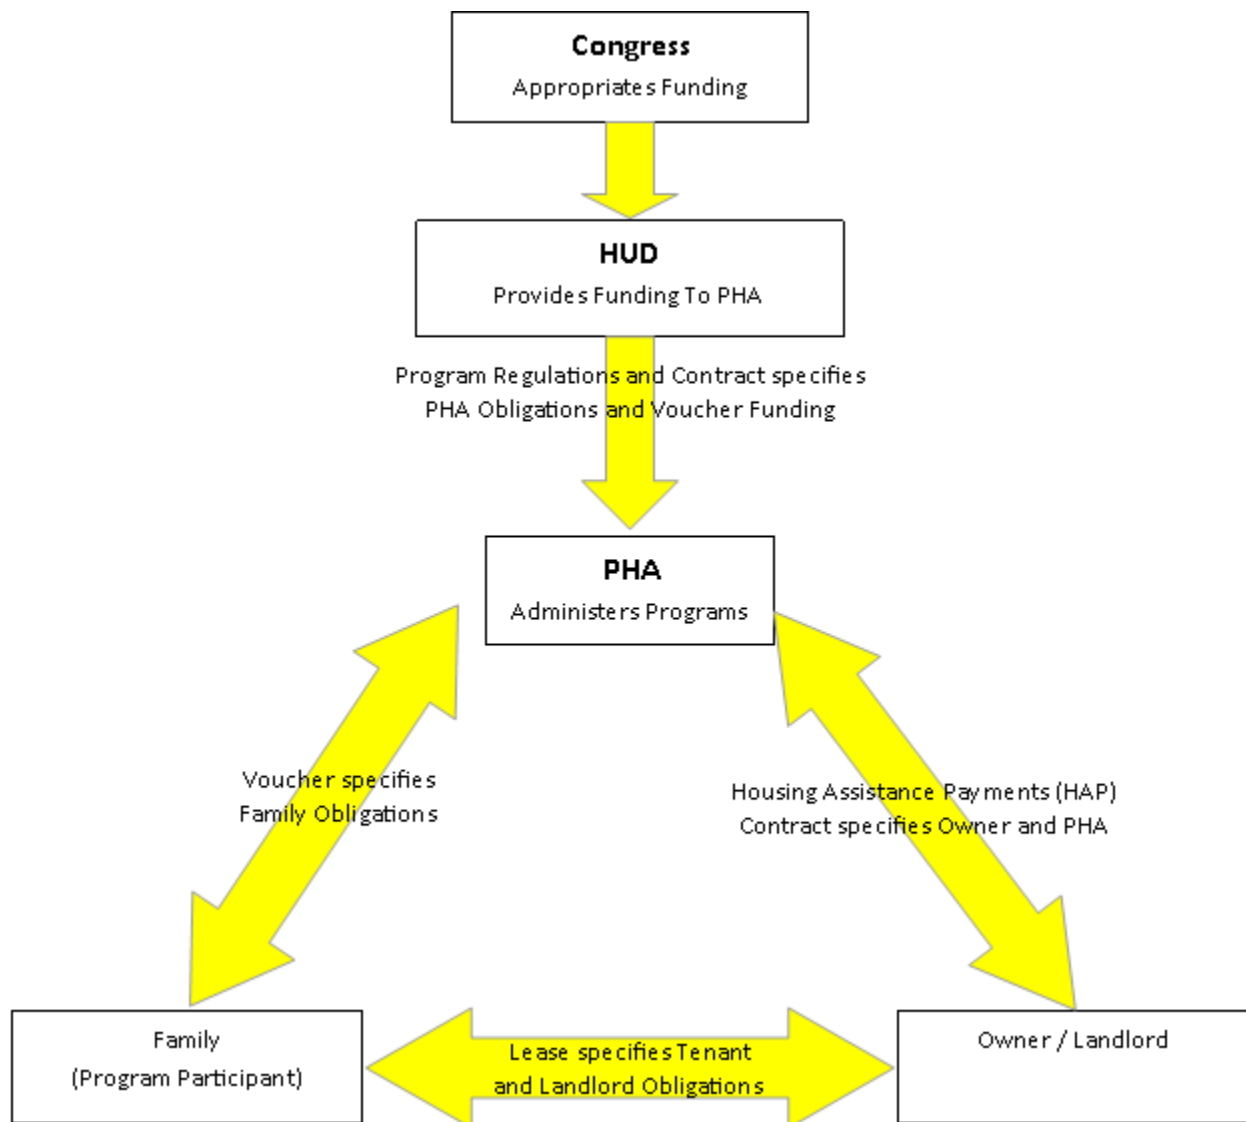 Congress
Appropriates Funding
HUD
Provides Funding To PHA
Program Regulations and Contract specifies
PHA Obligations and Voucher Funding
PHA
Administers Programs
Voucher specifies
Family Obligations
Housing Assistance Payments (HAP)
Contract specifies Owner and PHA
Family
(Program Participant)
Lease specifies Tenant
and Landlord Obligations
Owner / Landlord